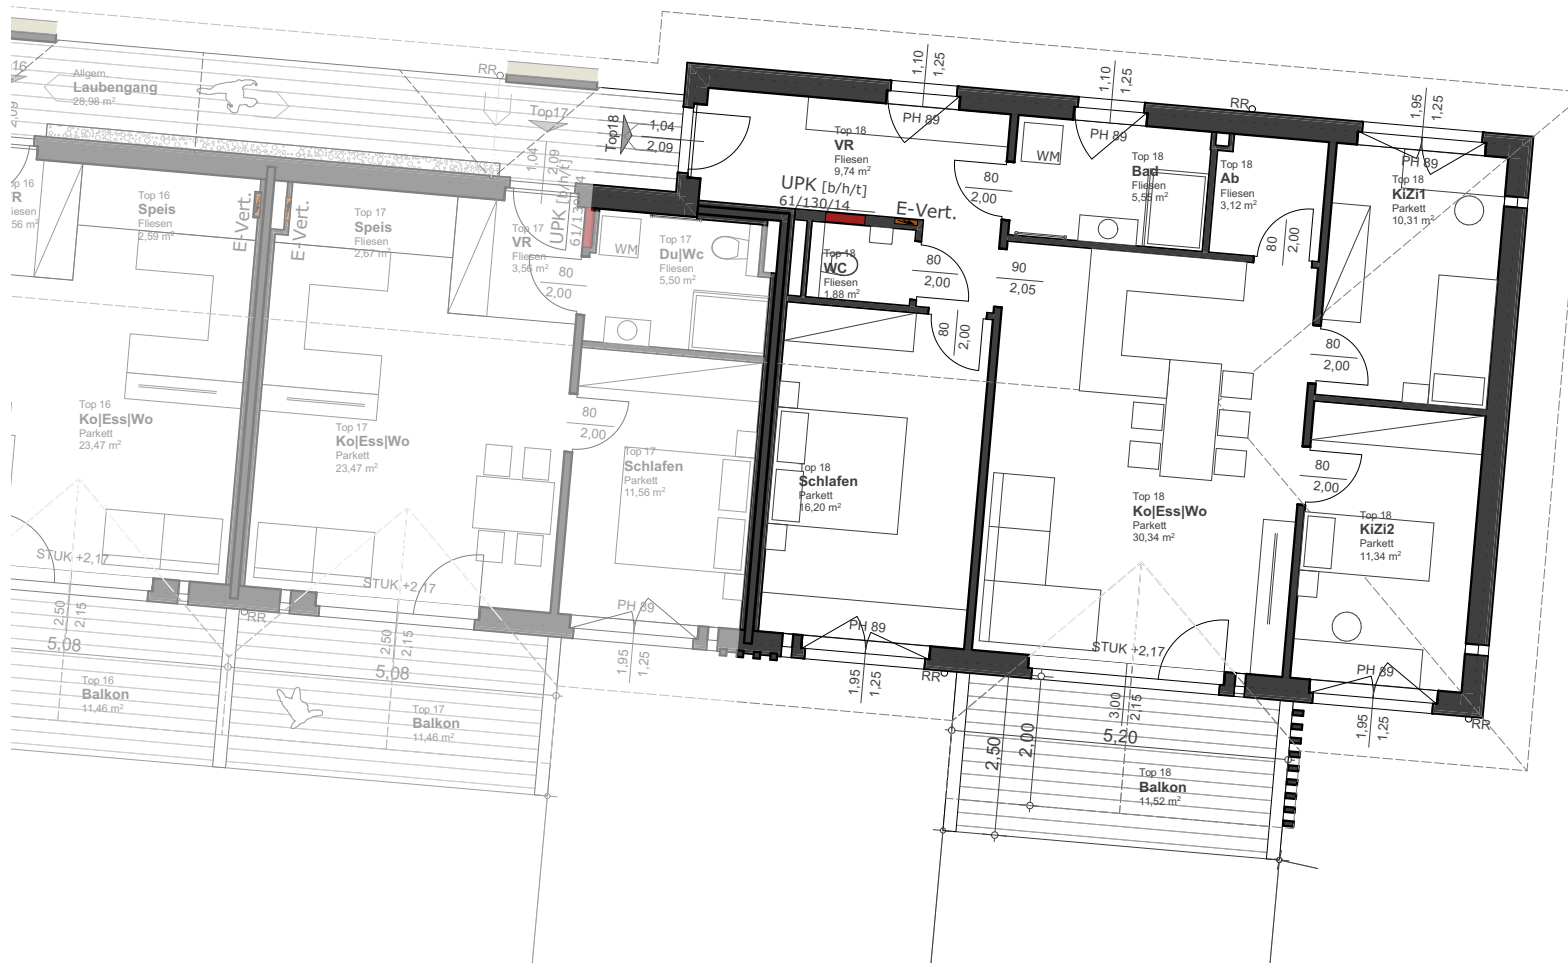 16
2,09
Allgem.
Laubengang
28,98 m²
RR
Top17
1,04
2,09
UPK [b/h/t]
61/130/14
Top18
1,04
2,09
1,10
1,25
PH 89
1,10
1,25
PH 89
RR
1,95
1,25
PH 89
Top 18
VR
Fliesen
9,74 m²
UPK [b/h/t]
61/130/14
E-Vert.
80
2,00
WM
Top 18
Bad
Fliesen
5,55 m²
Top 18
Ab
Fliesen
3,12 m²
80
2,00
Top 18
KiZi1
Parkett
10,31 m²
Top 18
WC
Fliesen
1,88 m²
80
2,00
90
2,05
80
2,00
80
2,00
Top 16
Speis
Fliesen
2,59 m²
E-Vert.
E-Vert.
Top 17
Speis
Fliesen
2,67 m²
Top 17
VR
Fliesen
3,56 m²
80
2,00
WM
Top 17
Du|Wc
Fliesen
5,50 m²
Top 16
Ko|Ess|Wo
Parkett
23,47 m²
Top 17
Ko|Ess|Wo
Parkett
23,47 m²
80
2,00
Top 17
Schlafen
Parkett
11,56 m²
Top 18
Schlafen
Parkett
16,20 m²
Top 18
Ko|Ess|Wo
Parkett
30,34 m²
80
2,00
Top 18
KiZi2
Parkett
11,34 m²
STUK +2,17
2,50
2,15
5,08
RR
STUK +2,17
2,50
2,15
5,08
PH 89
1,95
1,25
PH 89
1,95
1,25
RR
STUK +2,17
3,00
2,15
5,20
2,50
2,00
PH 89
1,95
1,25
RR
Top 16
Balkon
11,46 m²
Top 17
Balkon
11,46 m²
Top 18
Balkon
11,52 m²